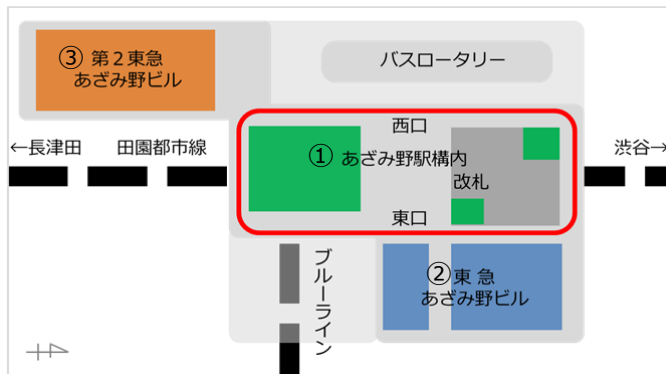 ③ 第2東急
あざみ野ビル
バスロータリー
西口
←長津田
田園都市線
① あざみ野駅構内
渋谷→
改札
東口
ブルーライン
② 東急
あざみ野ビル